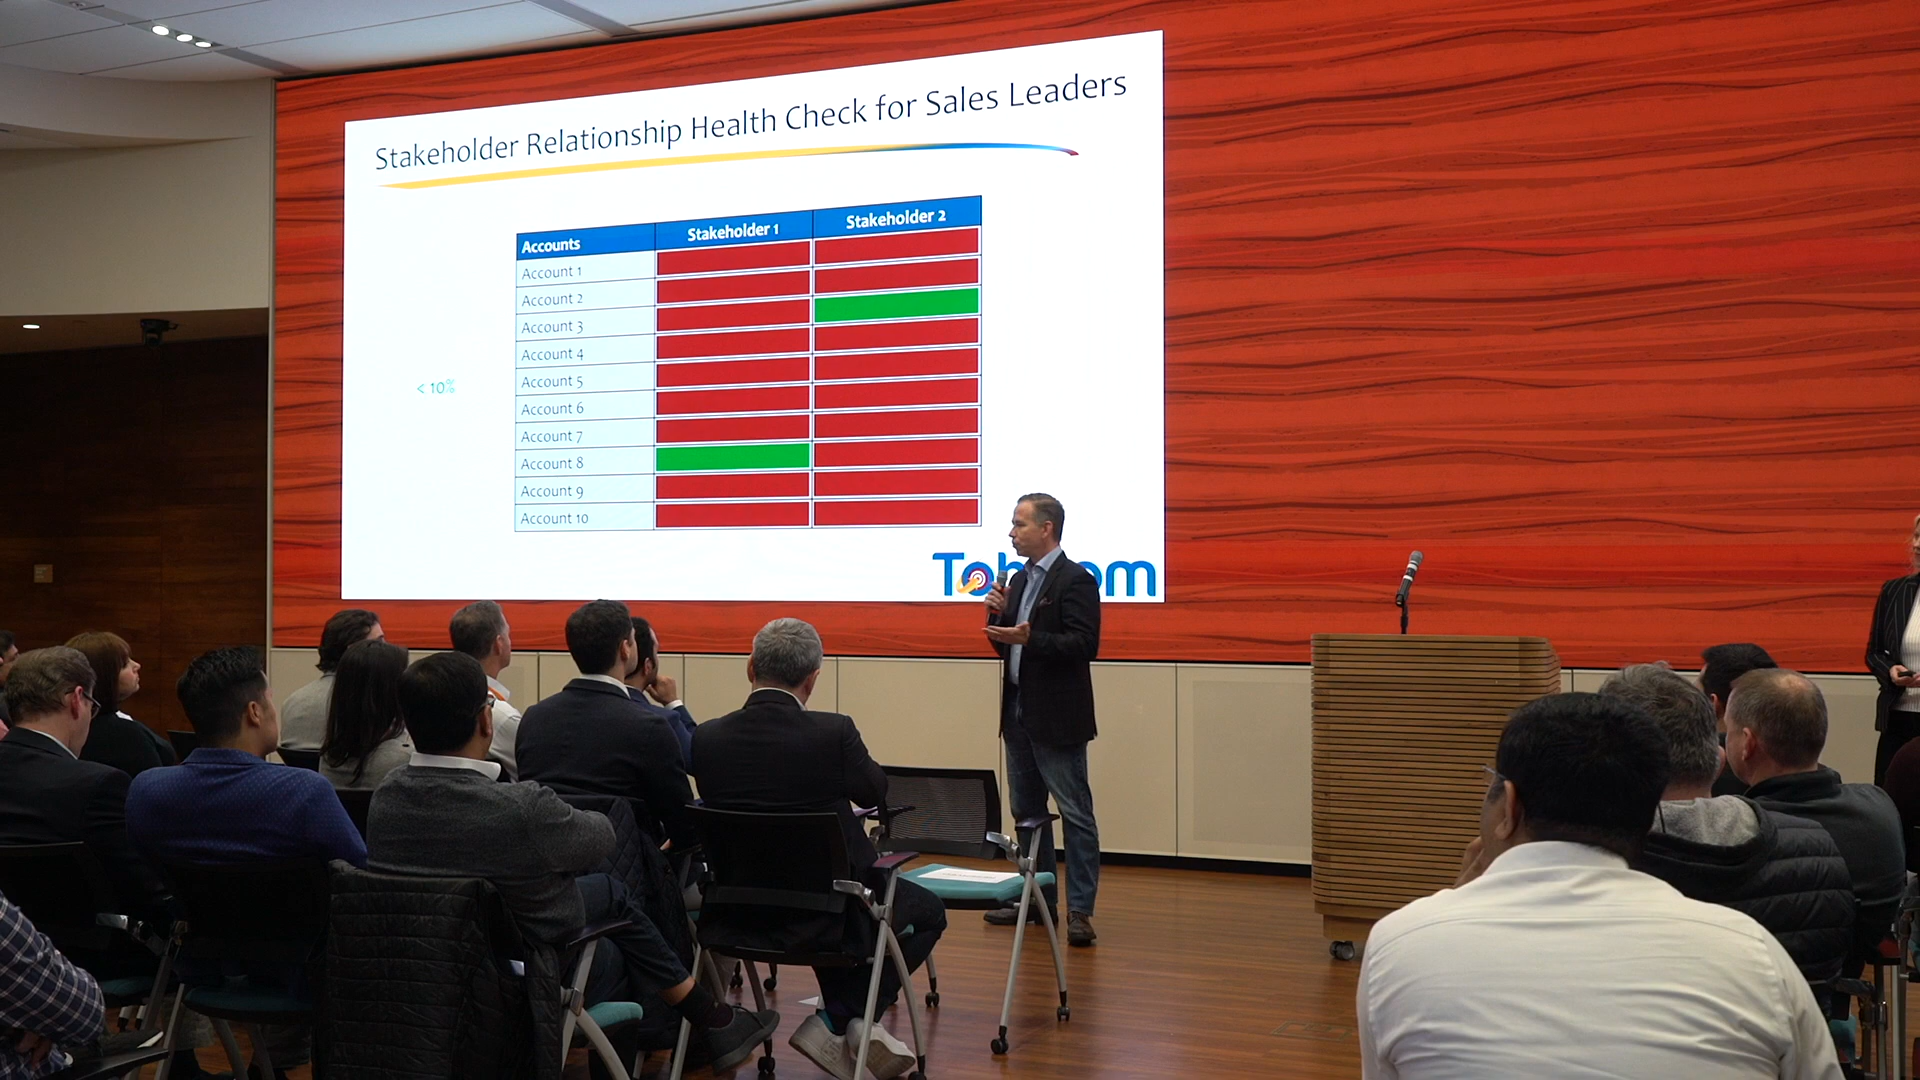 Stakeholder Relationship Health Check for Sales Leaders
Accounts Stakeholder 1 Stakeholder 2
Account 1
Account 2
Account 3
Account 4
Account 5
Account 6
Account 7
Account 8
Account 9
Account 10
< 10%